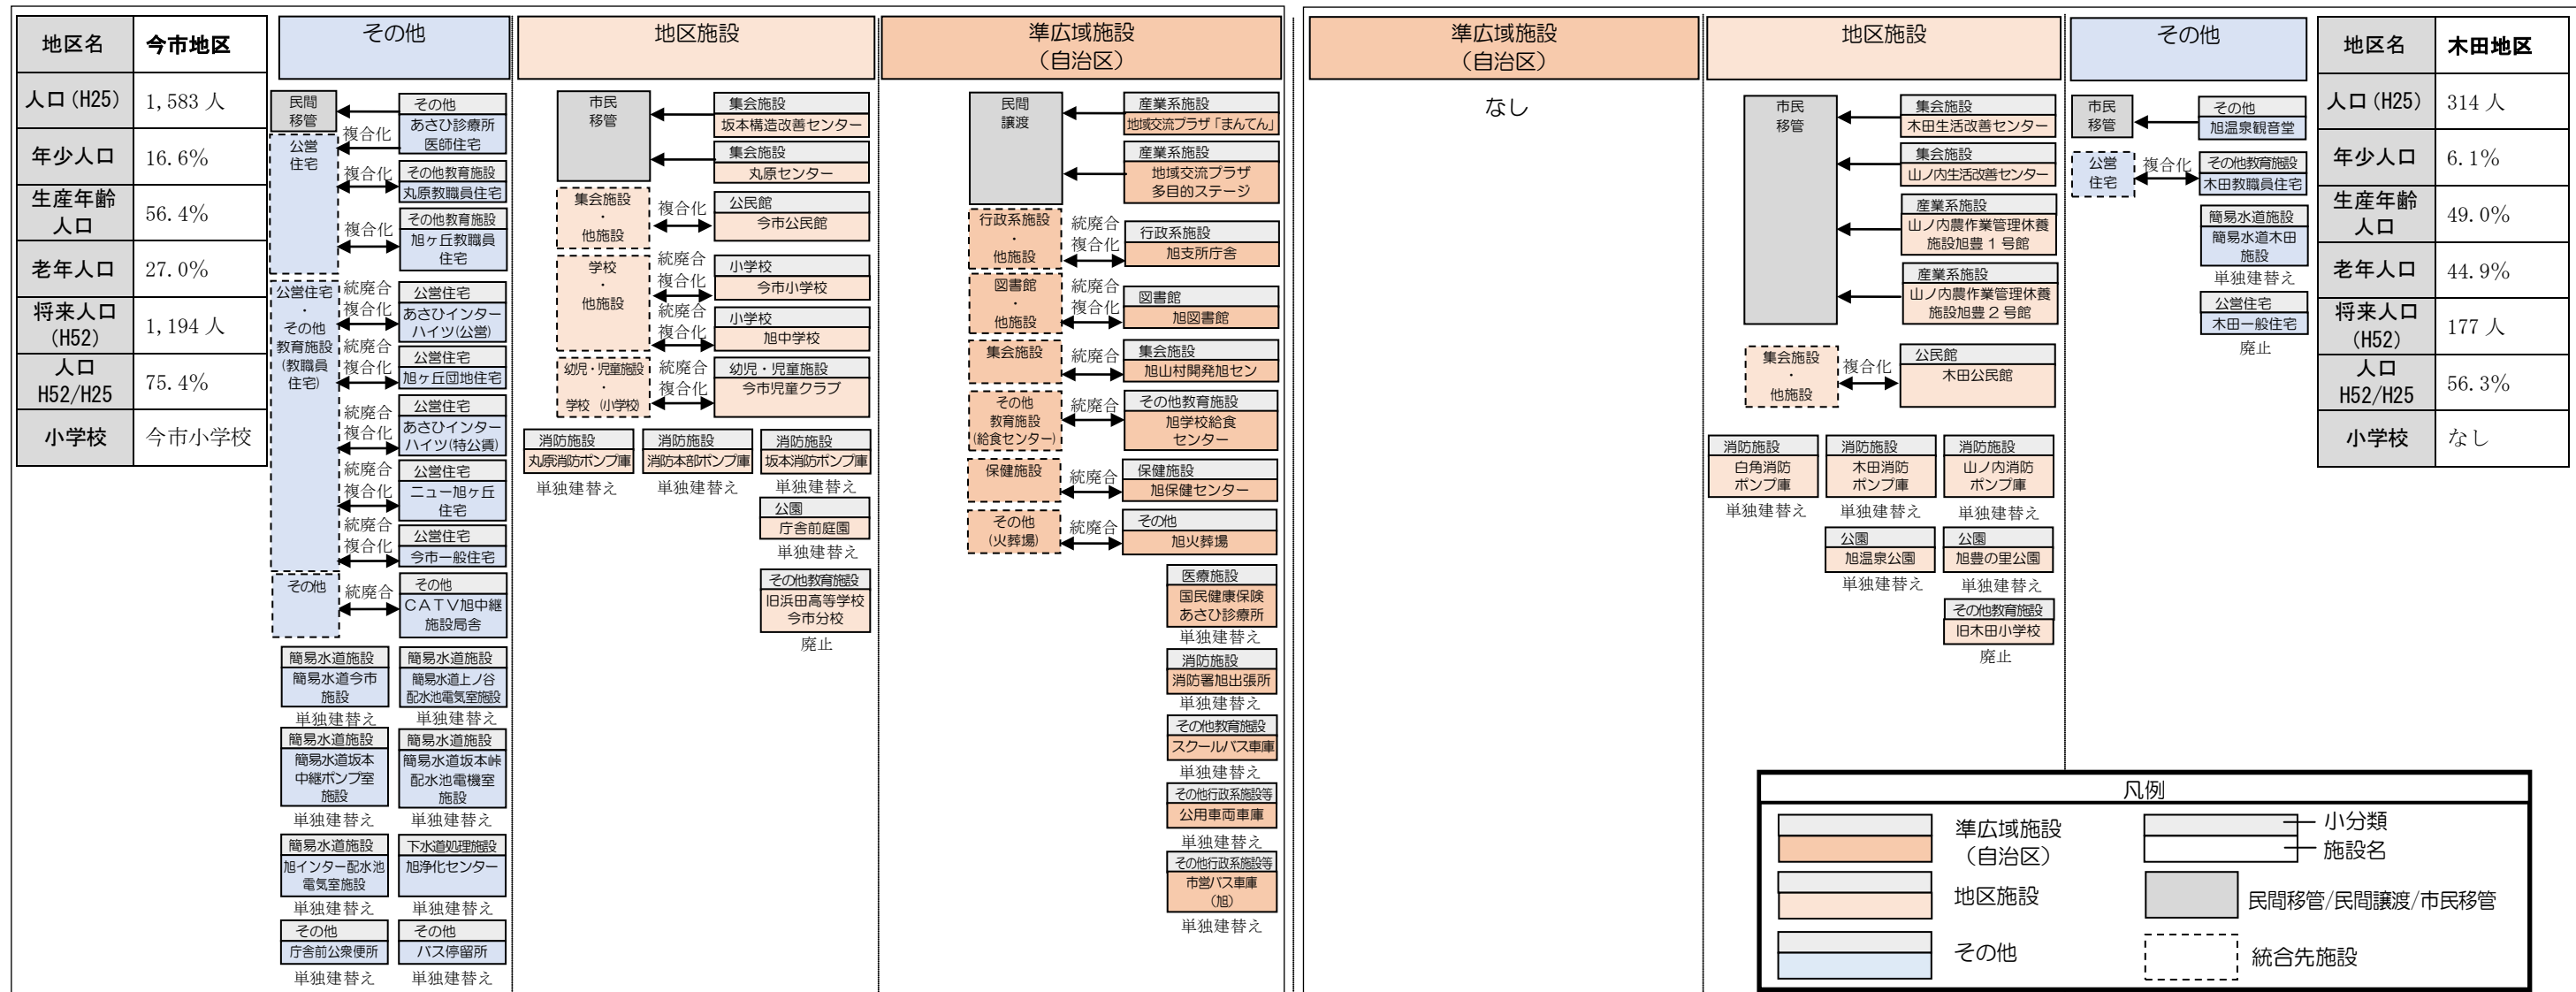 地区名
今市地区
人口(H25)
1,583 人
年少人口
16.6%
生産年齢
人口
56.4%
老年人口
27.0%
将来人口
(H52)
1,194 人
人口
H52/H25
75.4%
小学校
今市小学校
その他
民間
移管
その他
あさひ診療所
医師住宅
複合化
公営
住宅
複合化
その他教育施設
丸原教職員住宅
複合化
その他教育施設
旭ヶ丘教職員
住宅
公営住宅
・
その他
教育施設
(教職員
住宅)
統廃合
複合化
公営住宅
あさひインター
ハイツ(公営)
統廃合
複合化
公営住宅
旭ヶ丘団地住宅
統廃合
複合化
公営住宅
あさひインター
ハイツ(特公賃)
統廃合
複合化
公営住宅
ニュー旭ヶ丘
住宅
統廃合
複合化
公営住宅
今市一般住宅
その他
統廃合
その他
CATV旭中継
施設局舎
簡易水道施設
簡易水道今市
施設
単独建替え
簡易水道施設
簡易水道上ノ谷
配水池電気室施設
単独建替え
簡易水道施設
簡易水道坂本
中継ポンプ室
施設
単独建替え
簡易水道施設
簡易水道坂本峠
配水池電機室
施設
単独建替え
簡易水道施設
旭インター配水池
電気室施設
単独建替え
下水道処理施設
旭浄化センター
単独建替え
その他
庁舎前公衆便所
単独建替え
その他
バス停留所
単独建替え
地区施設
市民
移管
集会施設
坂本構造改善センター
集会施設
丸原センター
集会施設
・
他施設
複合化
公民館
今市公民館
学校
・
他施設
統廃合
複合化
小学校
今市小学校
統廃合
複合化
小学校
旭中学校
幼児・児童施設
・
学校 (小学校)
統廃合
複合化
幼児・児童施設
今市児童クラブ
消防施設
丸原消防ポンプ庫
単独建替え
消防施設
消防本部ポンプ庫
単独建替え
消防施設
坂本消防ポンプ庫
単独建替え
公園
庁舎前庭園
単独建替え
その他教育施設
旧浜田高等学校
今市分校
廃止
準広域施設
(自治区)
民間
譲渡
産業系施設
地域交流プラザ「まんてん」
産業系施設
地域交流プラザ
多目的ステージ
行政系施設
・
他施設
統廃合
複合化
行政系施設
旭支所庁舎
図書館
・
他施設
統廃合
複合化
図書館
旭図書館
集会施設
統廃合
集会施設
旭山村開発旭セン
その他
教育施設
(給食センター)
統廃合
その他教育施設
旭学校給食
センター
保健施設
統廃合
保健施設
旭保健センター
その他
(火葬場)
統廃合
その他
旭火葬場
医療施設
国民健康保険
あさひ診療所
単独建替え
消防施設
消防署旭出張所
単独建替え
その他教育施設
スクールバス車庫
単独建替え
その他行政系施設等
公用車両車庫
単独建替え
その他行政系施設等
市営バス車庫
(旭)
単独建替え
準広域施設
(自治区)
なし
地区施設
市民
移管
集会施設
木田生活改善センター
集会施設
山ノ内生活改善センター
産業系施設
山ノ内農作業管理休養
施設旭豊1号館
産業系施設
山ノ内農作業管理休養
施設旭豊2号館
集会施設
・
他施設
複合化
公民館
木田公民館
消防施設
白角消防
ポンプ庫
単独建替え
消防施設
木田消防
ポンプ庫
単独建替え
消防施設
山ノ内消防
ポンプ庫
単独建替え
公園
旭温泉公園
単独建替え
公園
旭豊の里公園
単独建替え
その他教育施設
旧木田小学校
廃止
その他
市民
移管
その他
旭温泉観音堂
公営
住宅
複合化
その他教育施設
木田教職員住宅
簡易水道施設
簡易水道木田
施設
単独建替え
公営住宅
木田一般住宅
廃止
地区名
木田地区
人口(H25)
314 人
年少人口
6.1%
生産年齢
人口
49.0%
老年人口
44.9%
将来人口
(H52)
177 人
人口
H52/H25
56.3%
小学校
なし
凡例
準広域施設
(自治区)
地区施設
その他
小分類
施設名
民間移管/民間譲渡/市民移管
統合先施設